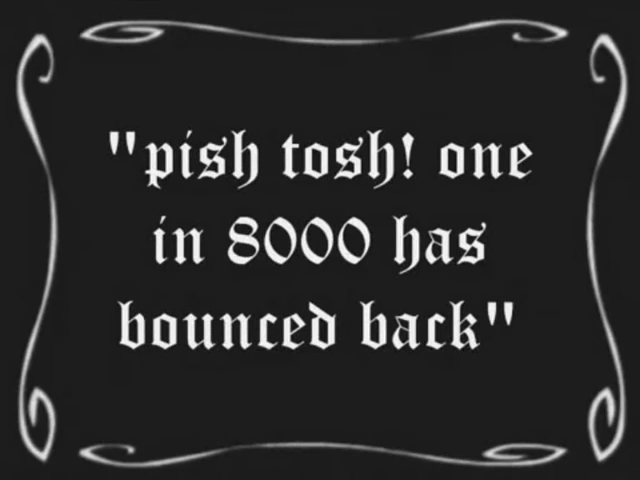 "pish tosh! one
in 8000 has
bounced back"